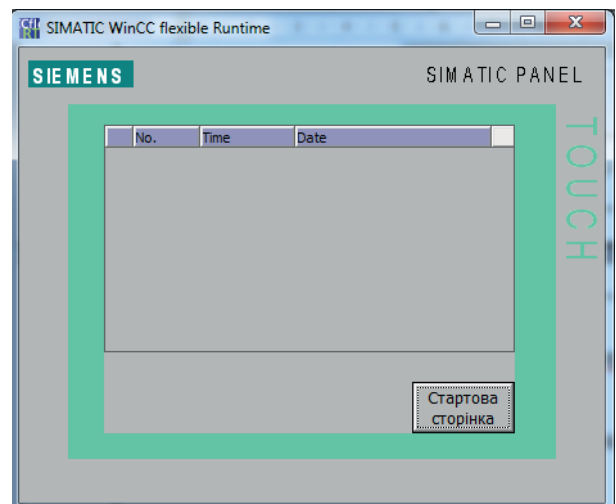 SIMATIC WinCC flexible Runtime
SIEMENS
SIMATIC PANEL
TOUCH
No. Time Date
Стартова
сторінка